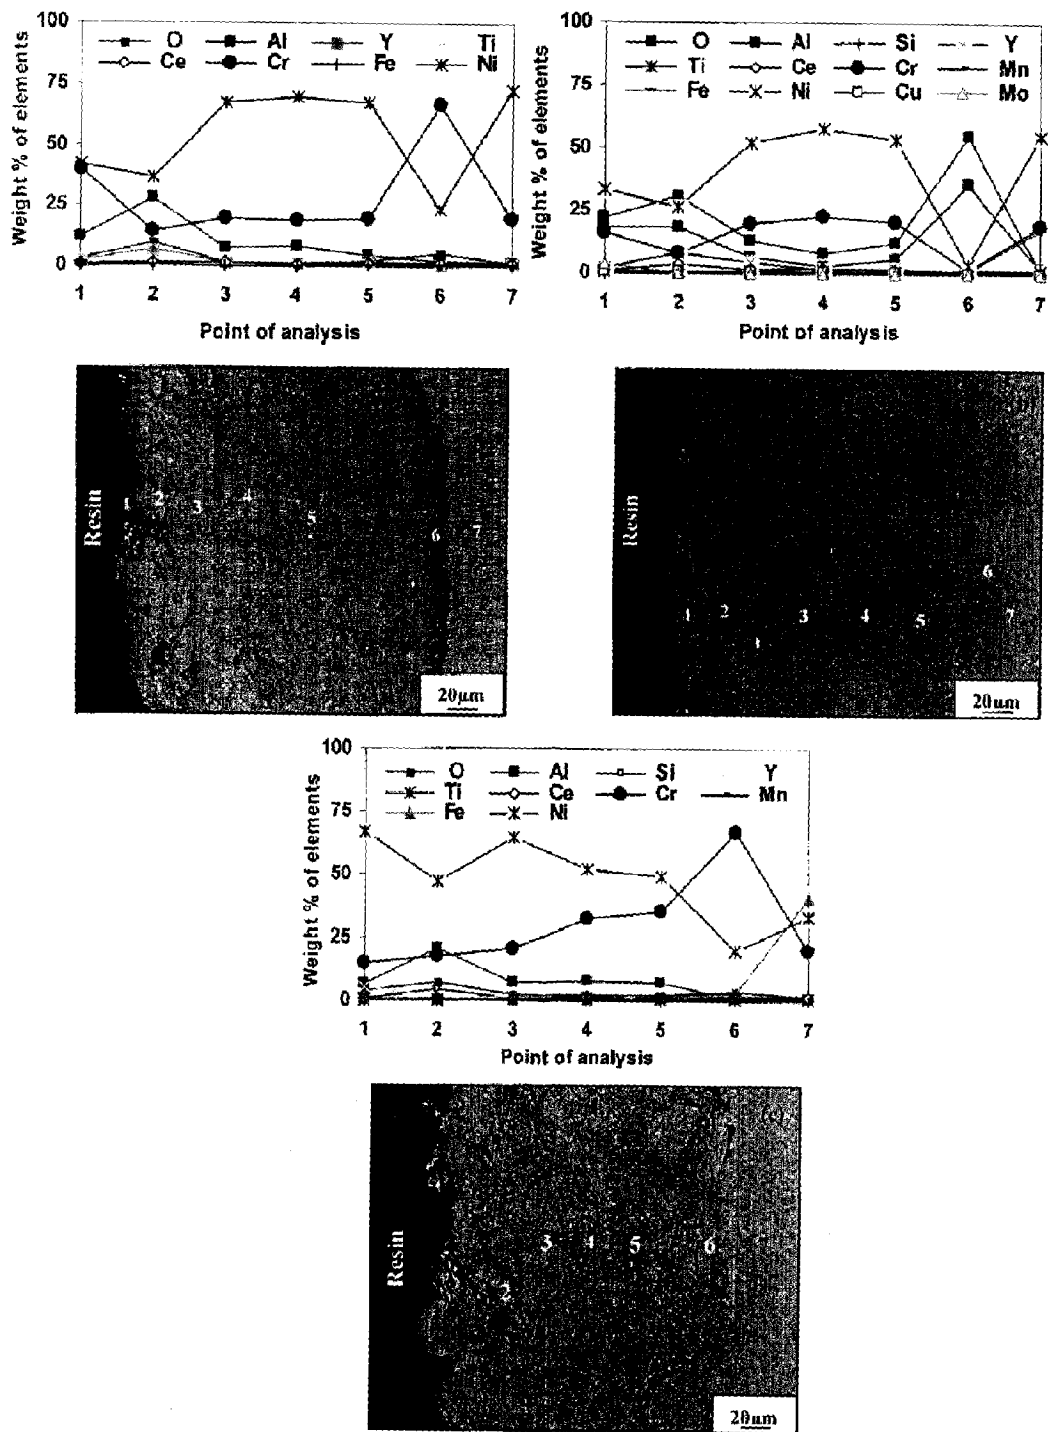 100
75
50
25
0
Weight % of elements
O Al Y Ti
Ce Cr Fe Ni
1 2 3 4 5 6 7
Point of analysis
100
75
50
25
0
Weight % of elements
O Al Si Y
Ti Ce Cr Mn
Fe Ni Cu Mo
1 2 3 4 5 6 7
Point of analysis
Resin
1 2 3 4 5 6 7
20µm
Resin
1 2 3 4 5 6 7
1
20µm
100
75
50
25
0
Weight % of elements
O Al Si Y
Ti Ce Cr Mn
Fe Ni
1 2 3 4 5 6 7
Point of analysis
Resin
2 3 4 5 6
20µm